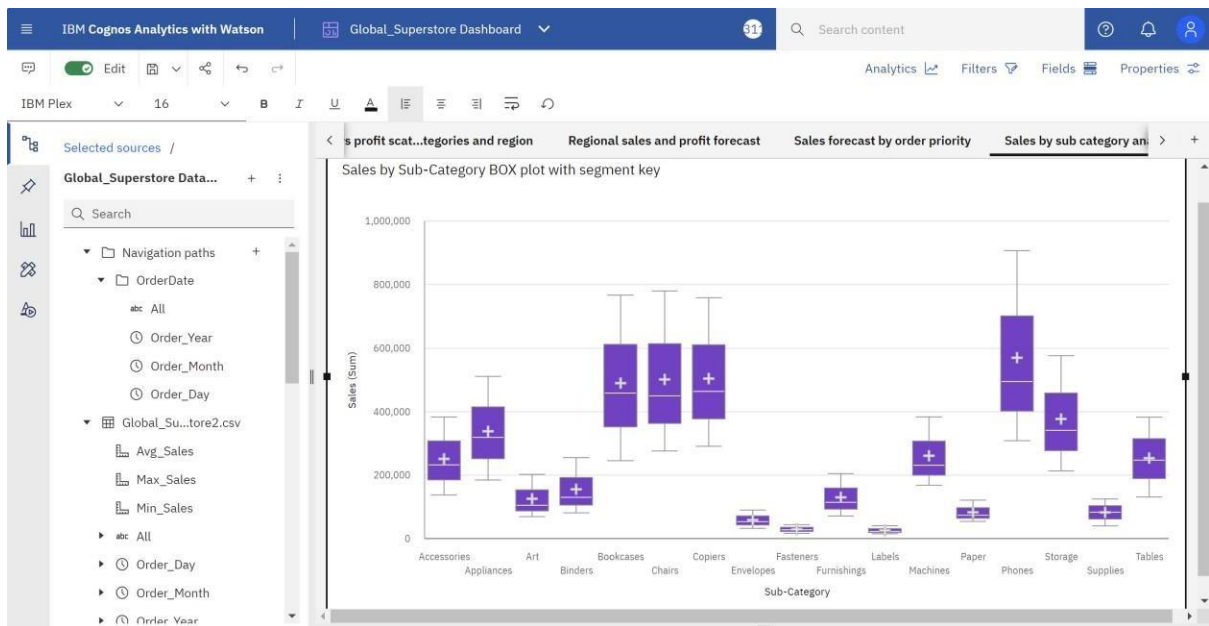 IBM Cognos Analytics with Watson
Global_Superstore Dashboard
311
Search content
Edit
Analytics
Filters
Fields
Properties
IBM Plex
16
B
I
U
A
Selected sources /
Global_Superstore Data...
Search
Navigation paths
OrderDate
abc All
Order_Year
Order_Month
Order_Day
Global_Su...tore2.csv
Avg_Sales
Max_Sales
Min_Sales
abc All
Order_Day
Order_Month
Order_Year
s profit scat...tegories and region
Regional sales and profit forecast
Sales forecast by order priority
Sales by sub category an
Sales by Sub-Category BOX plot with segment key
Sales (Sum)
1,000,000
800,000
600,000
400,000
200,000
0
Accessories
Appliances
Art
Binders
Bookcases
Chairs
Copiers
Envelopes
Fasteners
Furnishings
Labels
Machines
Paper
Phones
Storage
Supplies
Tables
Sub-Category